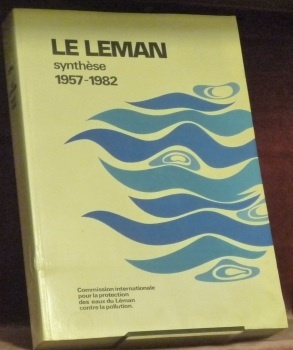 LE LEMAN
synthèse
1957-1982
Commission internationale
pour la protection
des eaux du Léman
contre la pollution.